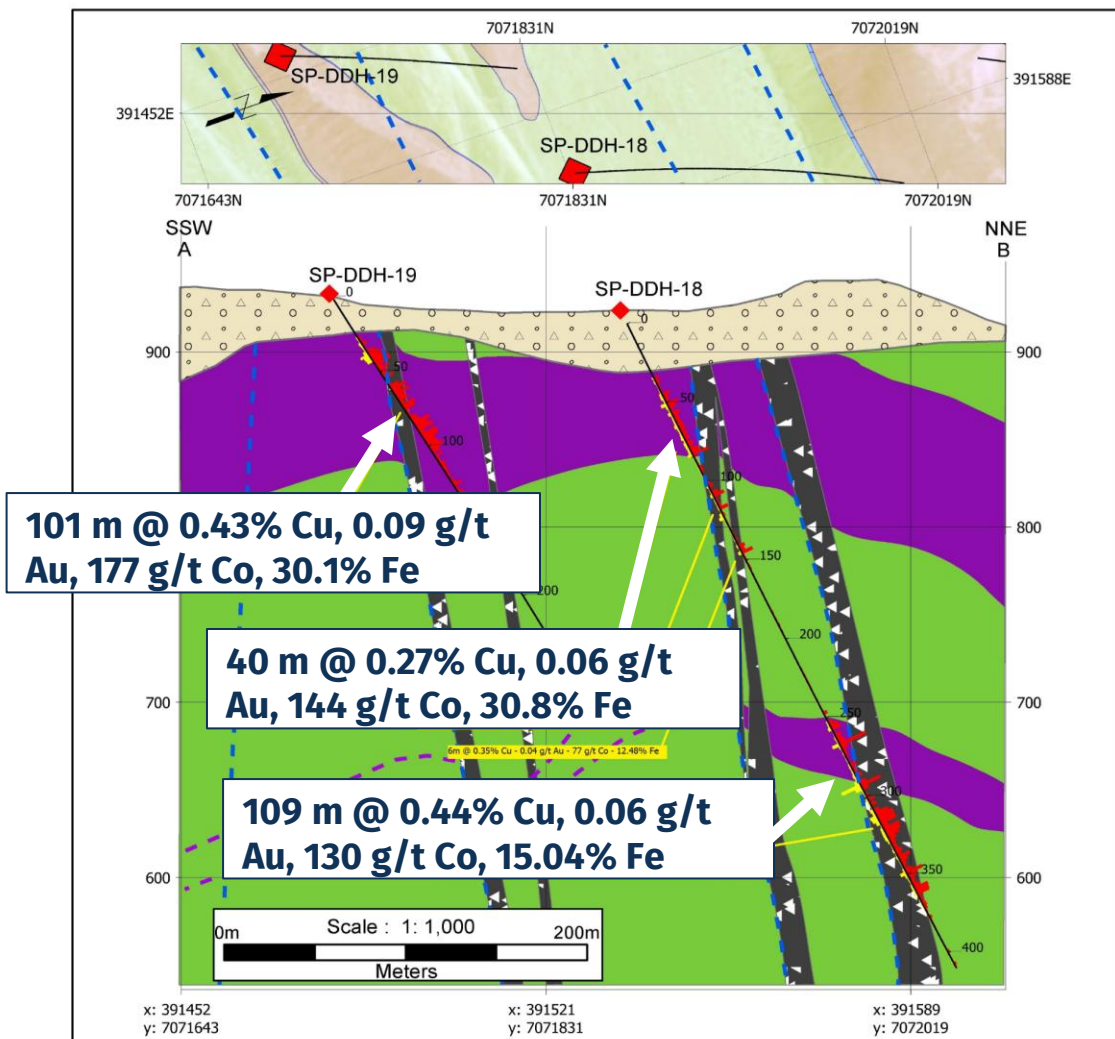 7071831N
7072019N
SP-DDH-19
391588E
391452E
N
SP-DDH-18
7071643N
7071831N
7072019N
SSW
NNE
A
B
SP-DDH-19
SP-DDH-18
0
0
900
900
50
50
100
100
101 m @ 0.43% Cu, 0.09 g/t
Au, 177 g/t Co, 30.1% Fe
800
150
200
200
40 m @ 0.27% Cu, 0.06 g/t
Au, 144 g/t Co, 30.8% Fe
700
700
250
6m @ 0.35% Cu - 0.04 g/t Au - 77 g/t Co - 12.48% Fe
300
109 m @ 0.44% Cu, 0.06 g/t
Au, 130 g/t Co, 15.04% Fe
600
600
350
Scale : 1: 1,000
0m
200m
Meters
400
x: 391452
y: 7071643
x: 391521
y: 7071831
x: 391589
y: 7072019